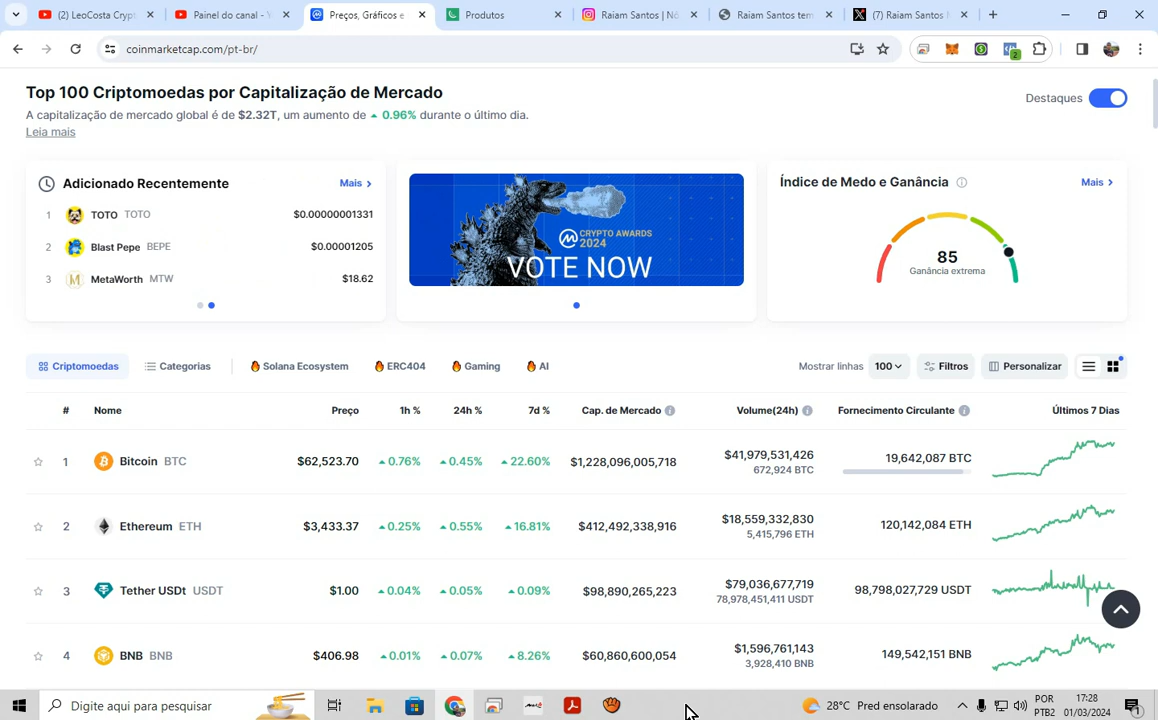 (2) LeoCosta Crypt
Painel do canal - Y
Preços, Gráficos e
Produtos
Raiam Santos | Nô
Raiam Santos tem
(7) Raiam Santos
coinmarketcap.com/pt-br/
2
Top 100 Criptomoedas por Capitalização de Mercado
Destaques
A capitalização de mercado global é de $2.32T, um aumento de 0.96% durante o último dia.
Leia mais
Adicionado Recentemente
Mais >
1 TOTO TOTO $0.00000001331
2 Blast Pepe BEPE $0.00001205
3 MetaWorth MTW $18.62
CRYPTO AWARDS
2024
VOTE NOW
Índice de Medo e Ganância
Mais >
85
Ganância extrema
Criptomoedas
Categorias
Solana Ecosystem
ERC404
Gaming
AI
Mostrar linhas 100
Filtros
Personalizar
# Nome Preço 1h % 24h % 7d % Cap. de Mercado Volume(24h) Fornecimento Circulante Últimos 7 Dias
1 Bitcoin BTC $62,523.70 0.76% 0.45% 22.60% $1,228,096,005,718 $41,979,531,426 19,642,087 BTC
672,924 BTC
2 Ethereum ETH $3,433.37 0.25% 0.55% 16.81% $412,492,338,916 $18,559,332,830 120,142,084 ETH
5,415,796 ETH
3 Tether USDt USDT $1.00 0.04% 0.05% 0.09% $98,890,265,223 $79,036,677,719 98,798,027,729 USDT
78,978,451,411 USDT
4 BNB BNB $406.98 0.01% 0.07% 8.26% $60,860,600,054 $1,596,761,143 149,542,151 BNB
3,928,410 BNB
Digite aqui para pesquisar
28°C Pred ensolarado
POR
PTB2
17:28
01/03/2024
1